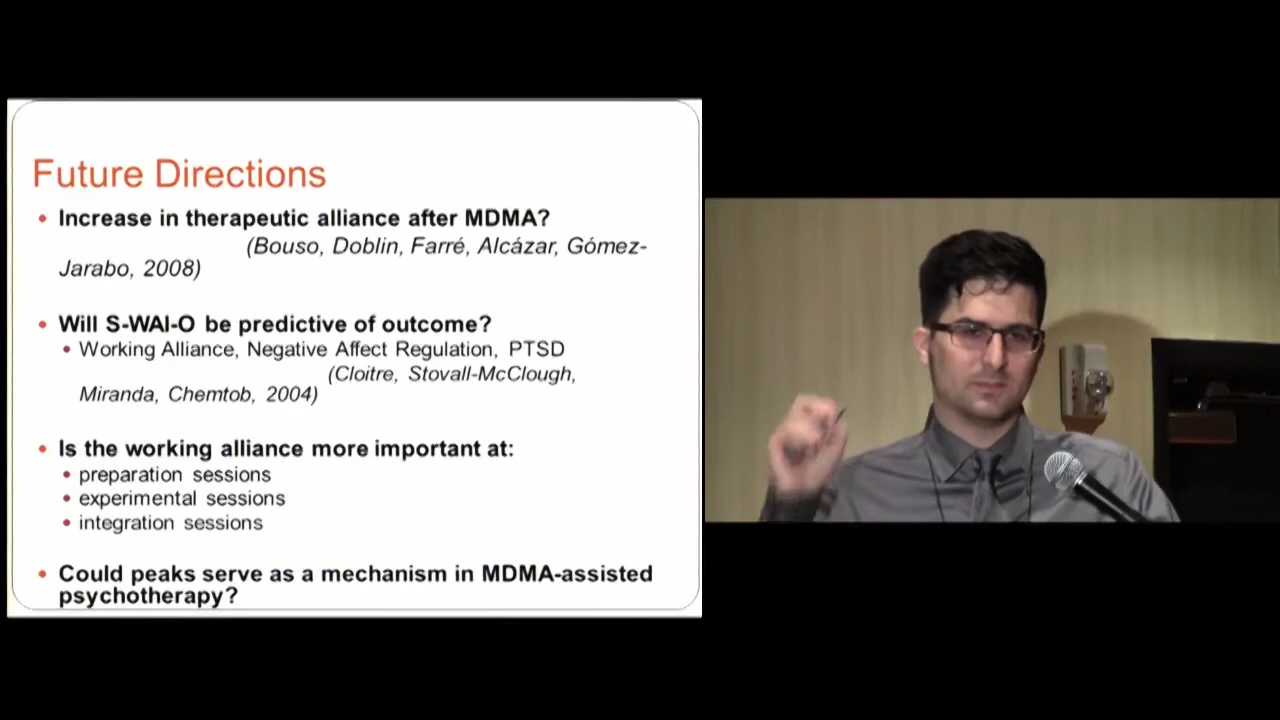 Future Directions
• Increase in therapeutic alliance after MDMA?
(Bouso, Doblin, Farré, Alcázar, Gómez-
Jarabo, 2008)
• Will S-WAI-O be predictive of outcome?
• Working Alliance, Negative Affect Regulation, PTSD
(Cloitre, Stovall-McClough,
Miranda, Chemtob, 2004)
• Is the working alliance more important at:
• preparation sessions
• experimental sessions
• integration sessions
• Could peaks serve as a mechanism in MDMA-assisted
psychotherapy?